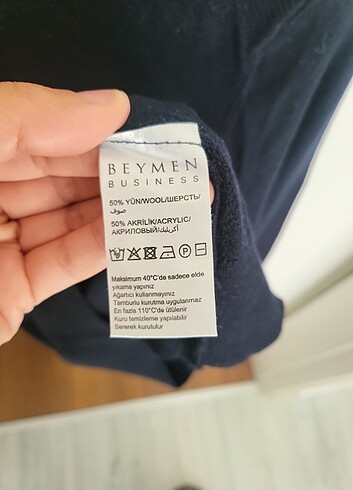 BEYMEN
BUSINESS
50% YÜN/WOOL/ШЕРСТЬ/
صوف
50% AKRİLİK/ACRYLIC/
АКРИЛОВЫЙ/أكريليك
Maksimum 40°C'de sadece elde
yıkama yapınız
Ağartıcı kullanmayınız
Tamburlu kurutma uygulanmaz
En fazla 110°C'de ütülenir
Kuru temizleme yapılabilir
Sererek kurutulur